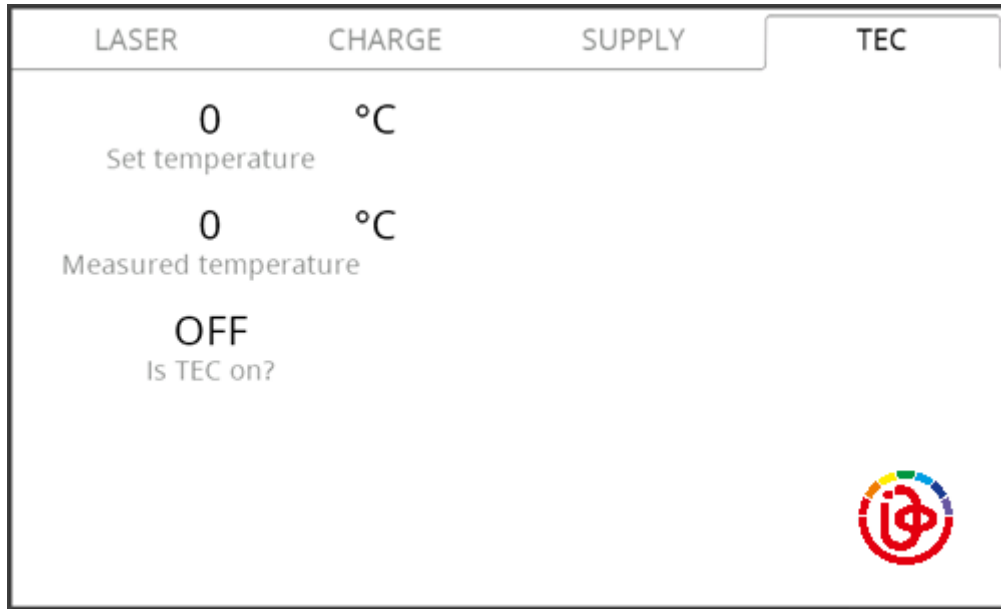 LASER CHARGE SUPPLY TEC
0 °C
Set temperature
0 °C
Measured temperature
OFF
Is TEC on?